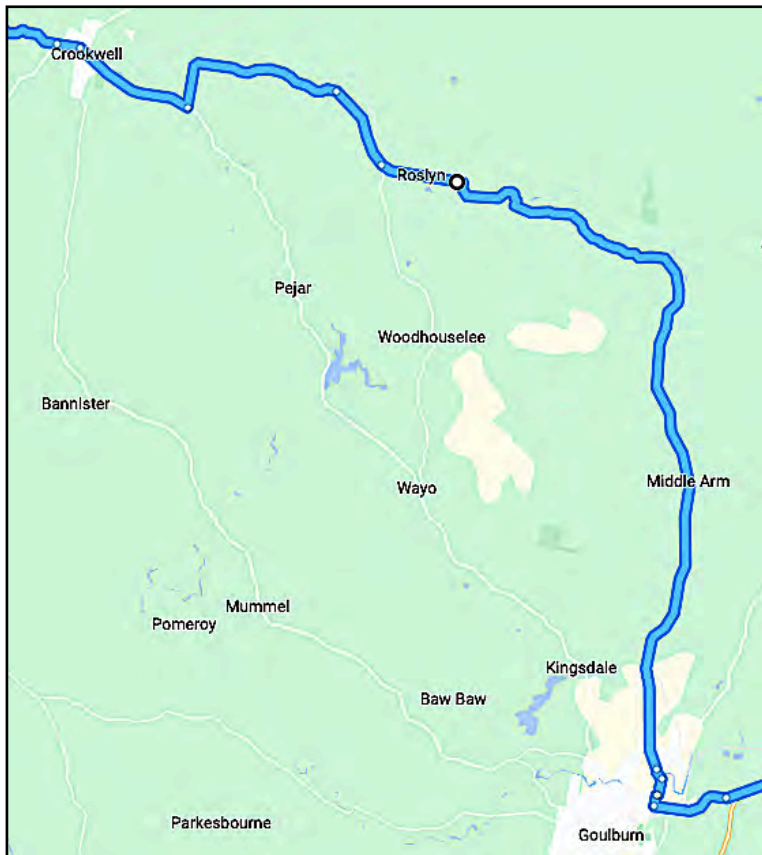 Crookwell
Roslyn
Pejar
Woodhouselee
Bannister
Wayo
Middle Arm
Mummel
Pomeroy
Kingsdale
Baw Baw
Parkesbourne
Goulburn